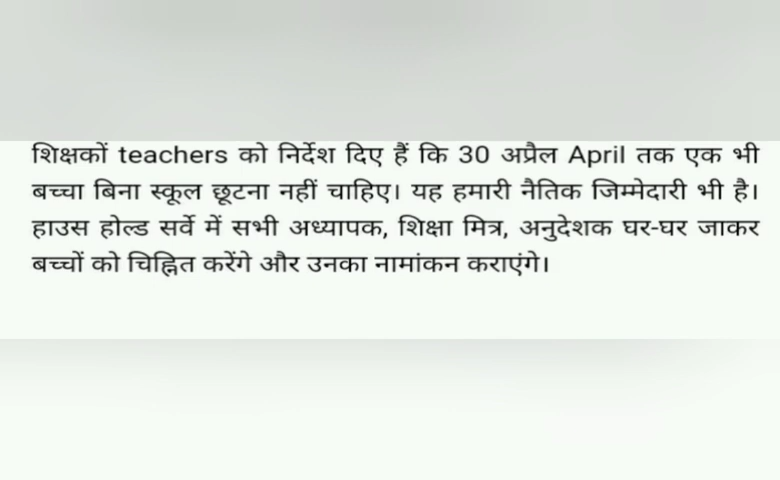 शिक्षकों teachers को निर्देश दिए हैं कि 30 अप्रैल April तक एक भी
बच्चा बिना स्कूल छूटना नहीं चाहिए। यह हमारी नैतिक जिम्मेदारी भी है।
हाउस होल्ड सर्वे में सभी अध्यापक, शिक्षा मित्र, अनुदेशक घर-घर जाकर
बच्चों को चिह्नित करेंगे और उनका नामांकन कराएंगे।